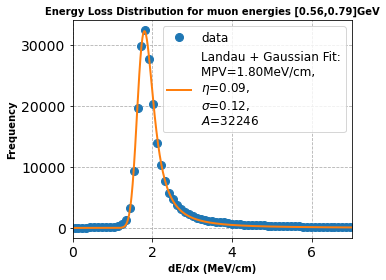 Energy Loss Distribution for muon energies [0.56,0.79]GeV
data
Landau + Gaussian Fit:
MPV=1.80MeV/cm,
η=0.09,
σ=0.12,
A=32246
Frequency
30000
20000
10000
0
0 2 4 6
dE/dx (MeV/cm)